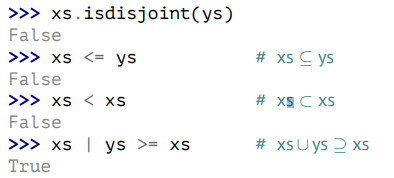 >>> xs.isdisjoint(ys)
False
>>> xs <= ys # xs ⊆ ys
False
>>> xs < xs # xs ⊂ xs
False
>>> xs | ys >= xs # xs∪ys ⊇ xs
True